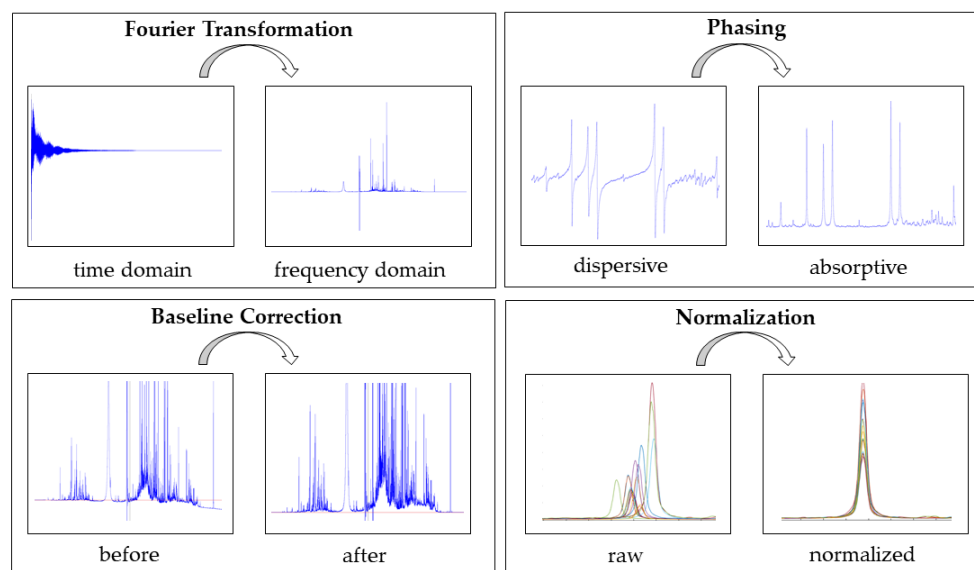 Fourier Transformation
time domain
frequency domain
Phasing
dispersive
absorptive
Baseline Correction
before
after
Normalization
raw
normalized